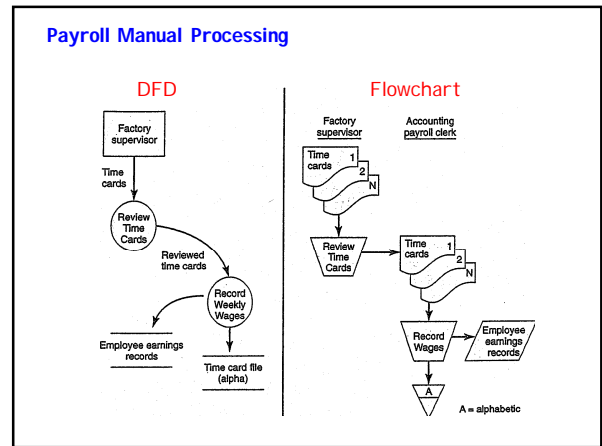 Payroll Manual Processing
DFD
Factory
supervisor
Time
cards
Review
Time
Cards
Reviewed
time cards
Record
Weekly
Wages
Employee earnings
records
Time card file
(alpha)
Flowchart
Factory
supervisor
Accounting
payroll clerk
Time
cards
1
2
N
Review
Time
Cards
Time
cards
1
2
N
Record
Wages
Employee
earnings
records
A
A = alphabetic